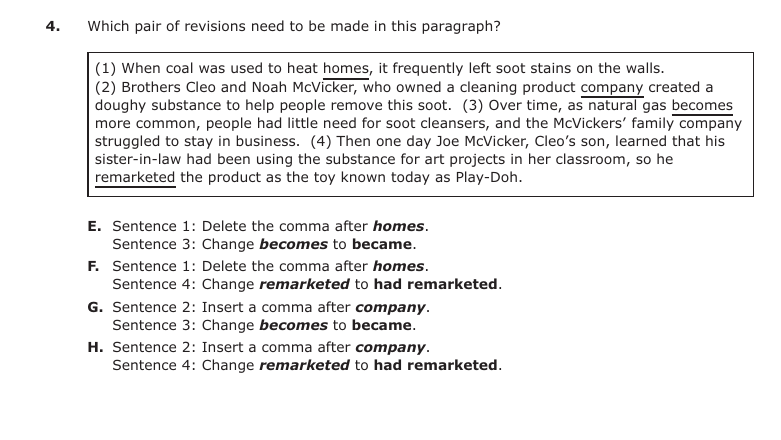 4. Which pair of revisions need to be made in this paragraph?
(1) When coal was used to heat homes, it frequently left soot stains on the walls.
(2) Brothers Cleo and Noah McVicker, who owned a cleaning product company created a
doughy substance to help people remove this soot. (3) Over time, as natural gas becomes
more common, people had little need for soot cleansers, and the McVickers’ family company
struggled to stay in business. (4) Then one day Joe McVicker, Cleo’s son, learned that his
sister-in-law had been using the substance for art projects in her classroom, so he
remarketed the product as the toy known today as Play-Doh.
E. Sentence 1: Delete the comma after homes.
Sentence 3: Change becomes to became.
F. Sentence 1: Delete the comma after homes.
Sentence 4: Change remarketed to had remarketed.
G. Sentence 2: Insert a comma after company.
Sentence 3: Change becomes to became.
H. Sentence 2: Insert a comma after company.
Sentence 4: Change remarketed to had remarketed.